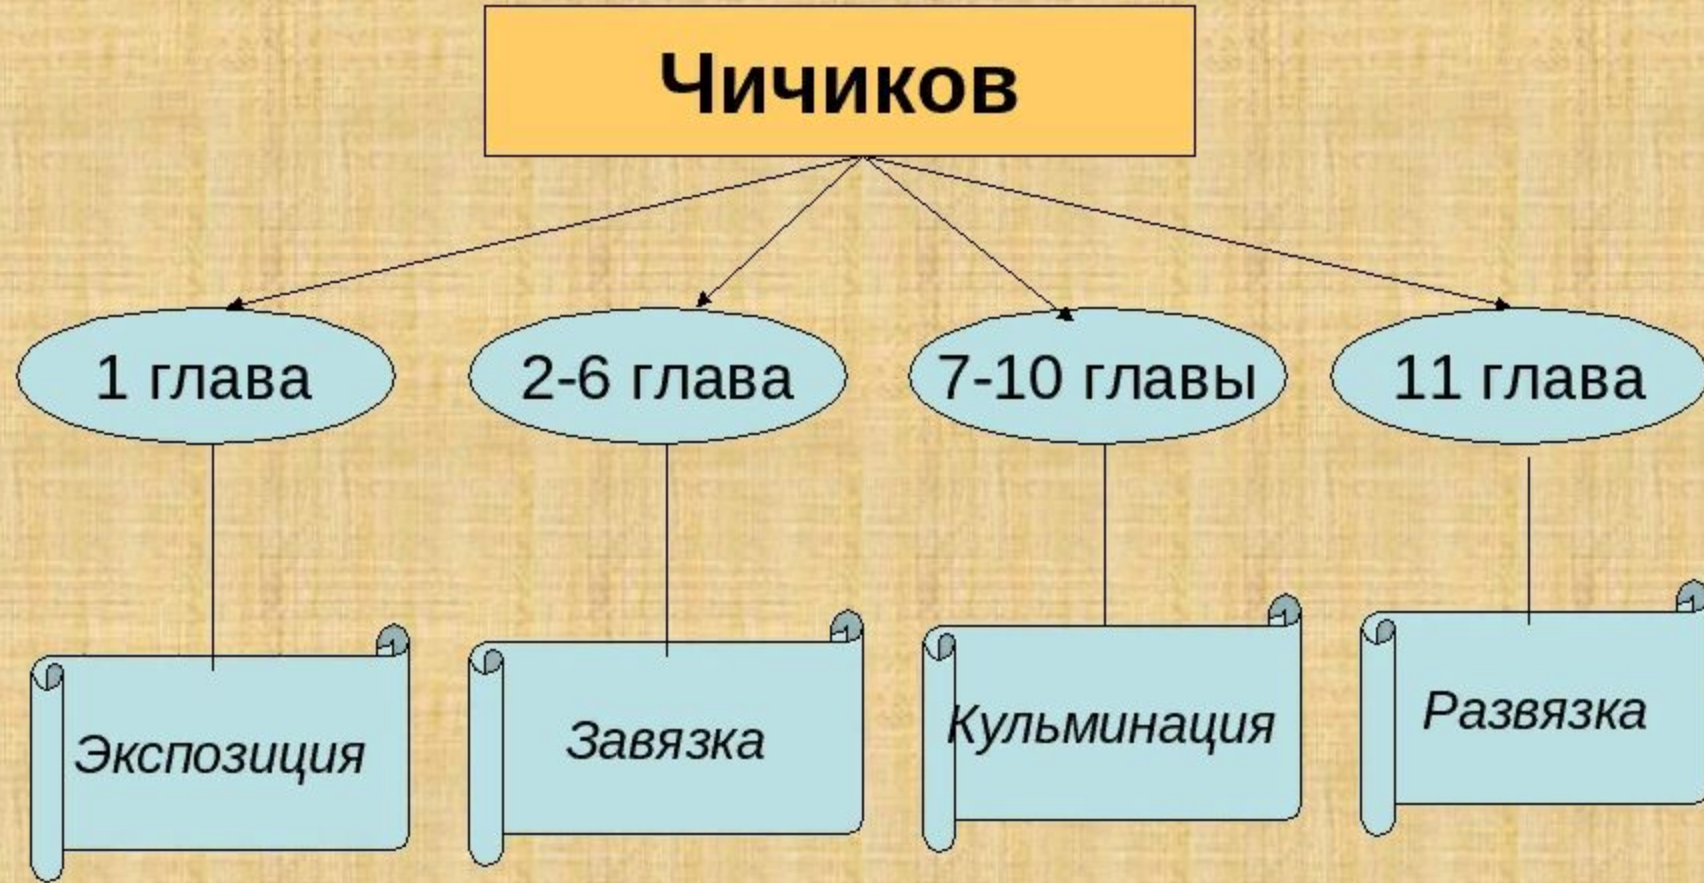 Чичиков
1 глава
2-6 глава
7-10 главы
11 глава
Экспозиция
Завязка
Кульминация
Развязка